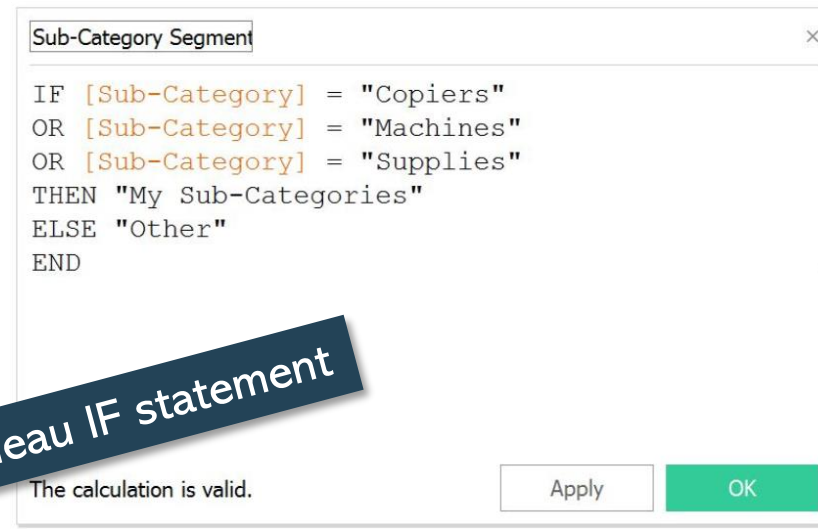 Sub-Category Segment
×
IF [Sub-Category] = "Copiers"
OR [Sub-Category] = "Machines"
OR [Sub-Category] = "Supplies"
THEN "My Sub-Categories"
ELSE "Other"
END
IF statement
The calculation is valid.
Apply
OK